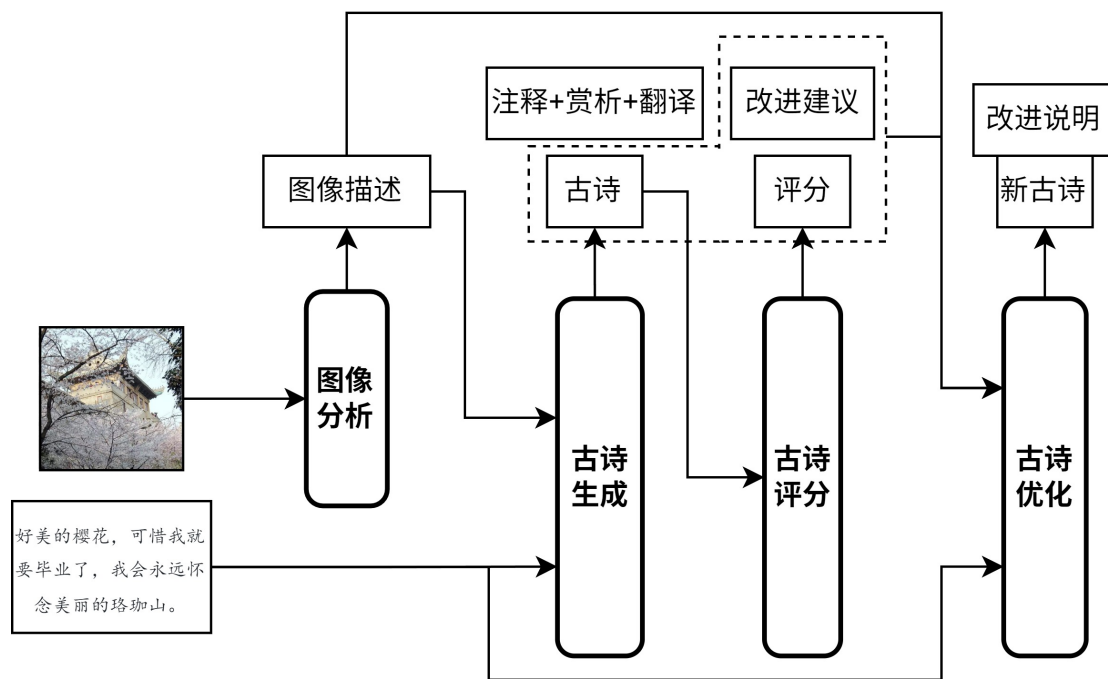 注释+赏析+翻译
改进建议
改进说明
图像描述
古诗
评分
新古诗
图像
分析
古诗
生成
古诗
评分
古诗
优化
好美的樱花，可惜我就
要毕业了，我会永远怀
念美丽的珞珈山。